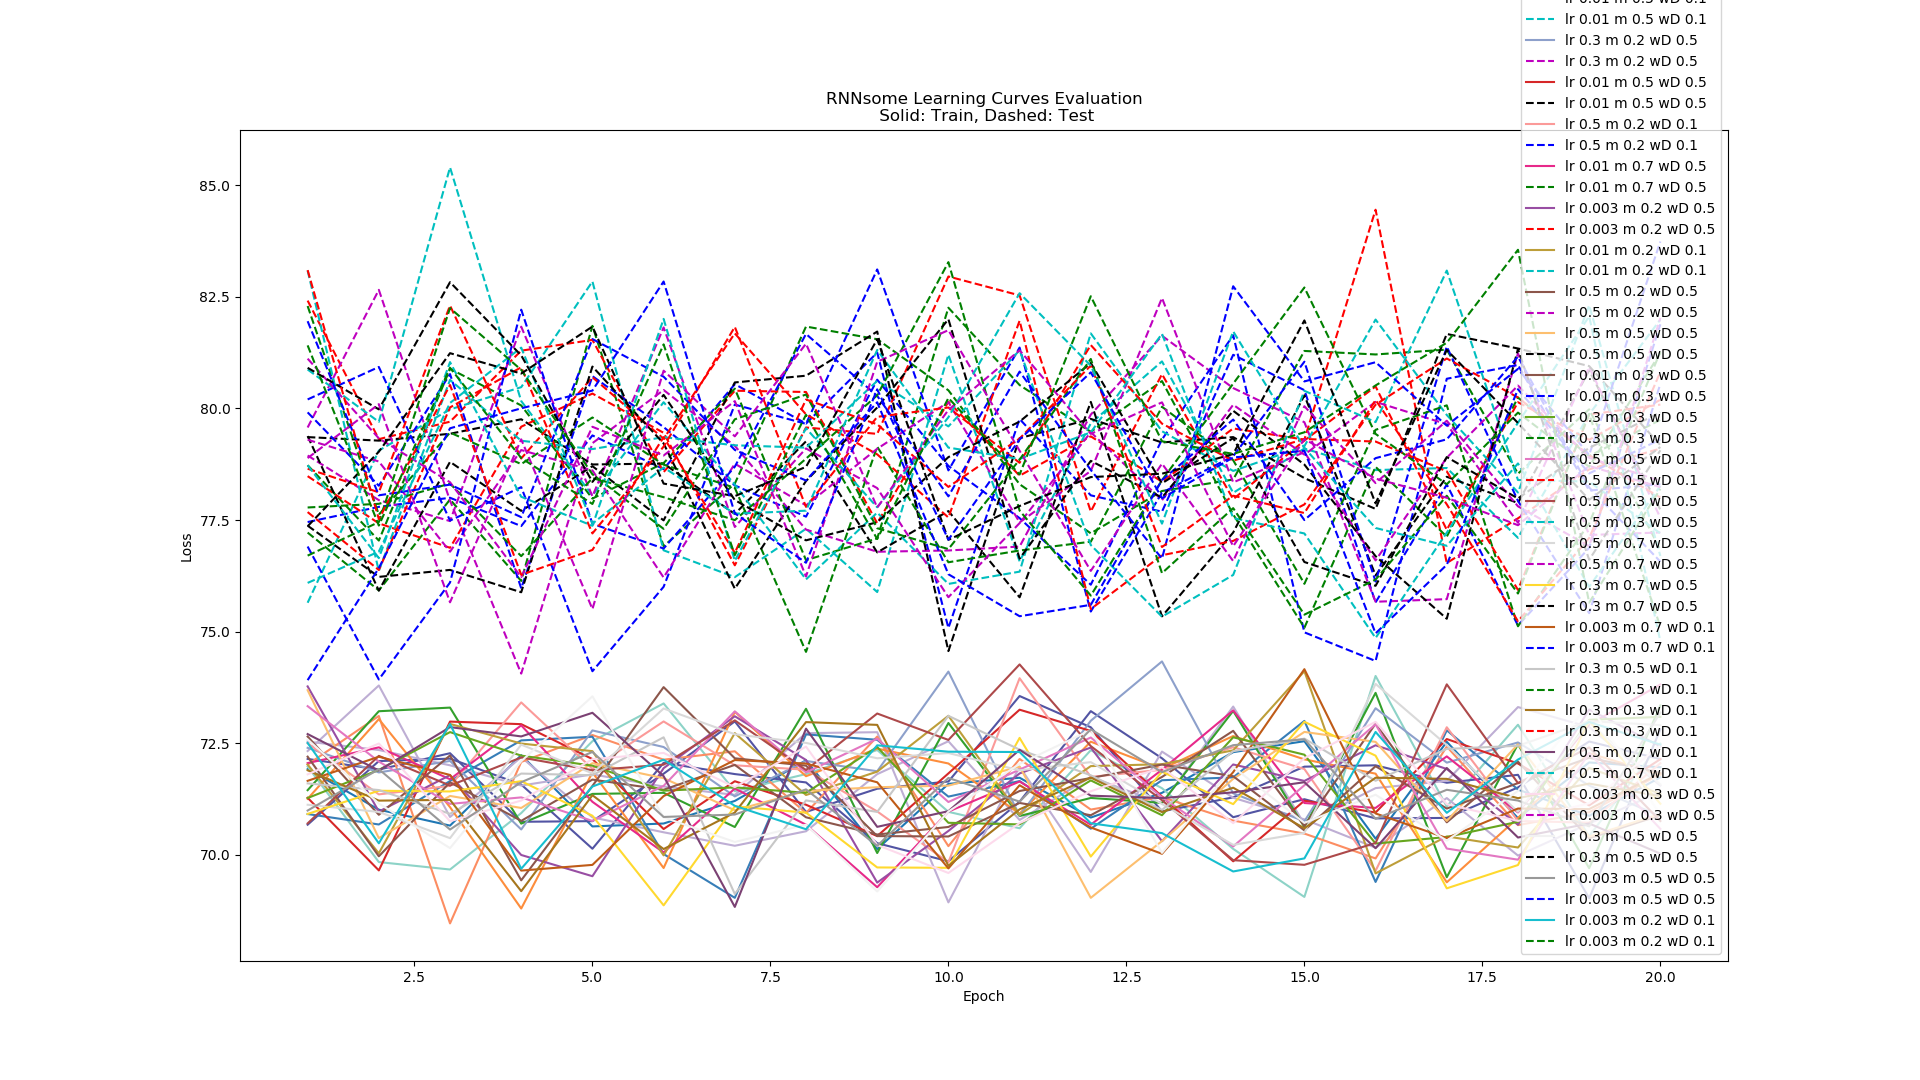 RNNsome Learning Curves Evaluation
Solid: Train, Dashed: Test
85.0
82.5
80.0
77.5
75.0
72.5
70.0
Loss
2.5
5.0
7.5
10.0
12.5
15.0
17.5
20.0
Epoch
lr 0.01 m 0.5 wD 0.1
lr 0.01 m 0.5 wD 0.1
lr 0.3 m 0.2 wD 0.5
lr 0.3 m 0.2 wD 0.5
lr 0.01 m 0.5 wD 0.5
lr 0.01 m 0.5 wD 0.5
lr 0.5 m 0.2 wD 0.1
lr 0.5 m 0.2 wD 0.1
lr 0.01 m 0.7 wD 0.5
lr 0.01 m 0.7 wD 0.5
lr 0.003 m 0.2 wD 0.5
lr 0.003 m 0.2 wD 0.5
lr 0.01 m 0.2 wD 0.1
lr 0.01 m 0.2 wD 0.1
lr 0.5 m 0.2 wD 0.5
lr 0.5 m 0.2 wD 0.5
lr 0.5 m 0.5 wD 0.5
lr 0.5 m 0.5 wD 0.5
lr 0.01 m 0.3 wD 0.5
lr 0.01 m 0.3 wD 0.5
lr 0.3 m 0.3 wD 0.5
lr 0.3 m 0.3 wD 0.5
lr 0.5 m 0.5 wD 0.1
lr 0.5 m 0.5 wD 0.1
lr 0.5 m 0.3 wD 0.5
lr 0.5 m 0.3 wD 0.5
lr 0.5 m 0.7 wD 0.5
lr 0.5 m 0.7 wD 0.5
lr 0.3 m 0.7 wD 0.5
lr 0.3 m 0.7 wD 0.5
lr 0.003 m 0.7 wD 0.1
lr 0.003 m 0.7 wD 0.1
lr 0.3 m 0.5 wD 0.1
lr 0.3 m 0.5 wD 0.1
lr 0.3 m 0.3 wD 0.1
lr 0.3 m 0.3 wD 0.1
lr 0.5 m 0.7 wD 0.1
lr 0.5 m 0.7 wD 0.1
lr 0.003 m 0.3 wD 0.5
lr 0.003 m 0.3 wD 0.5
lr 0.3 m 0.5 wD 0.5
lr 0.3 m 0.5 wD 0.5
lr 0.003 m 0.5 wD 0.5
lr 0.003 m 0.5 wD 0.5
lr 0.003 m 0.2 wD 0.1
lr 0.003 m 0.2 wD 0.1